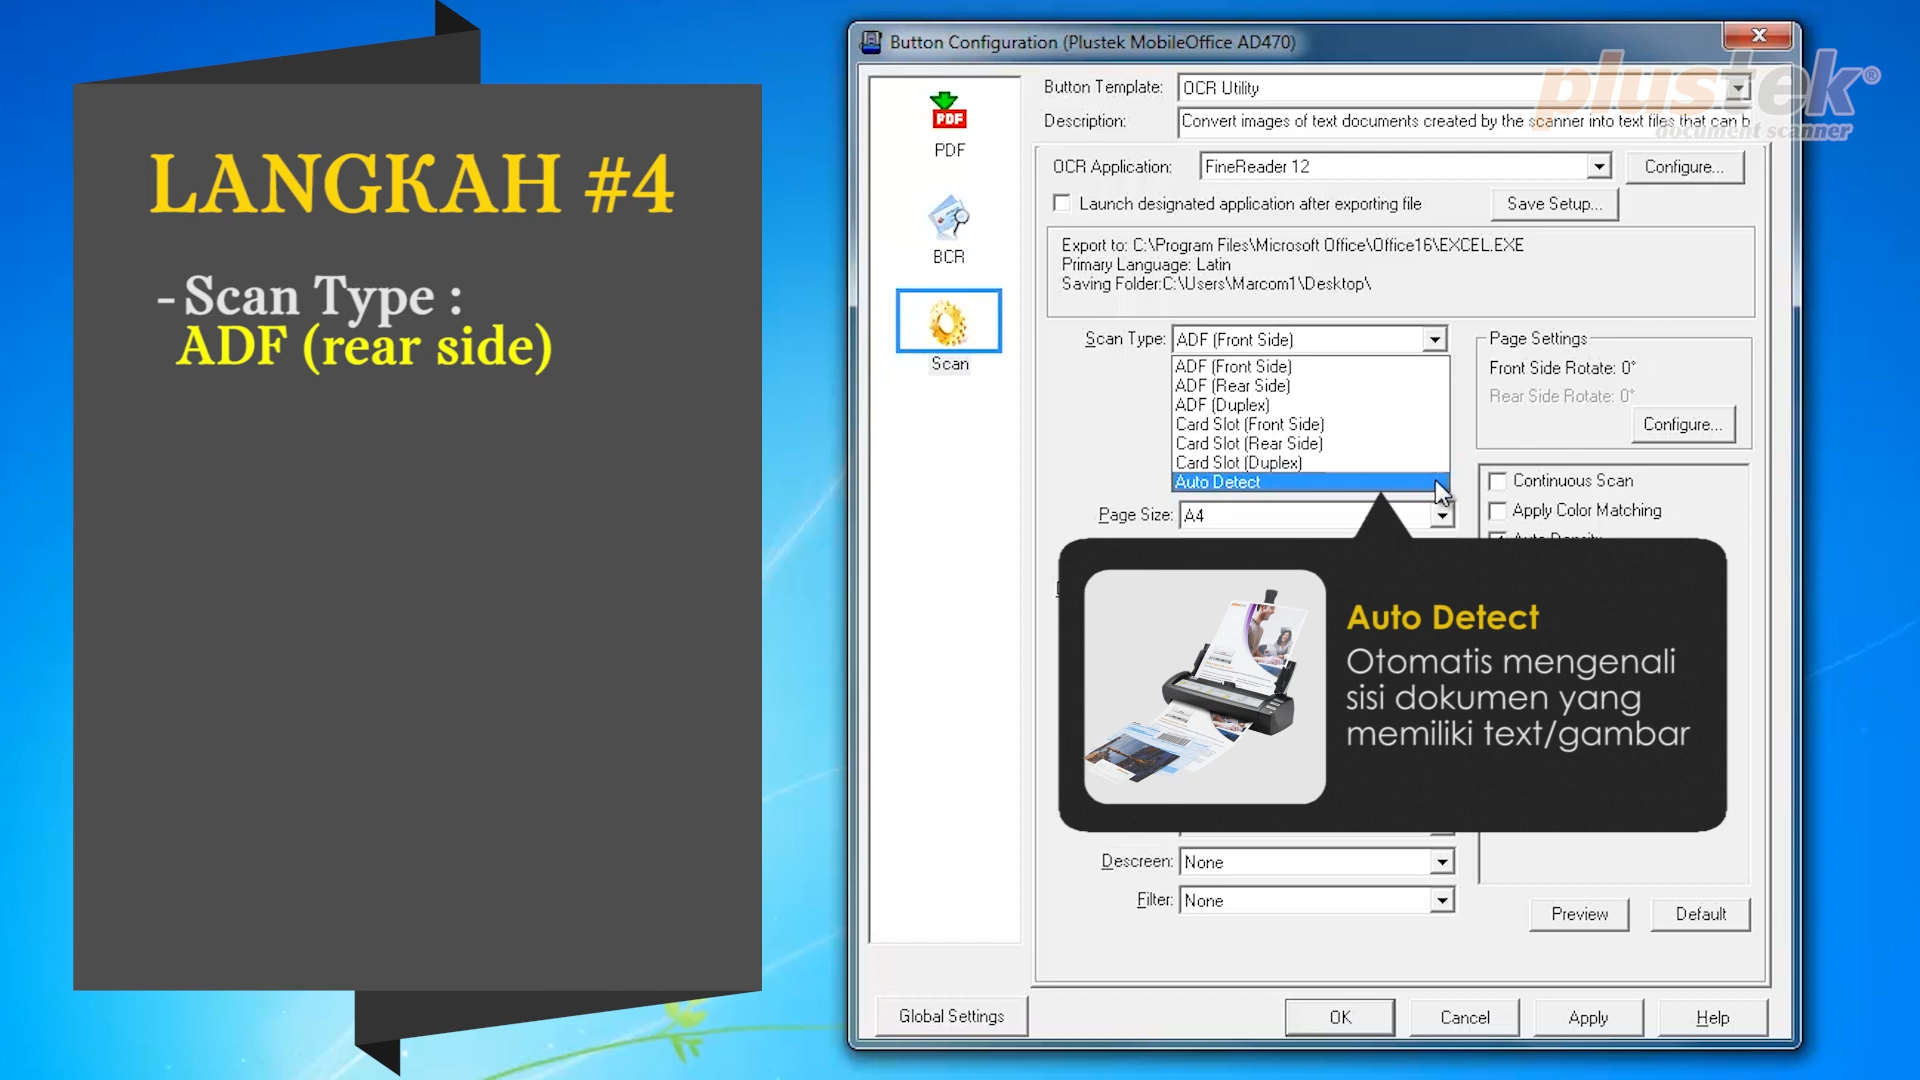 LANGKAH #4
- Scan Type :
ADF (rear side)
Button Configuration (Plustek MobileOffice AD470)
plustek®
document scanner
PDF
PDF
BCR
Scan
Button Template: OCR Utility
Description: Convert images of text documents created by the scanner into text files that can b
OCR Application: FineReader 12
Configure...
Launch designated application after exporting file
Save Setup...
Export to: C:\Program Files\Microsoft Office\Office16\EXCEL.EXE
Primary Language: Latin
Saving Folder:C:\Users\Marcom1\Desktop\
Scan Type: ADF (Front Side)
ADF (Front Side)
ADF (Rear Side)
ADF (Duplex)
Card Slot (Front Side)
Card Slot (Rear Side)
Card Slot (Duplex)
Auto Detect
Page Size: A4
Page Settings
Front Side Rotate: 0°
Rear Side Rotate: 0°
Configure...
Continuous Scan
Apply Color Matching
Auto Density
Auto Detect
Otomatis mengenali
sisi dokumen yang
memiliki text/gambar
Descreen: None
Filter: None
Preview
Default
Global Settings
OK
Cancel
Apply
Help